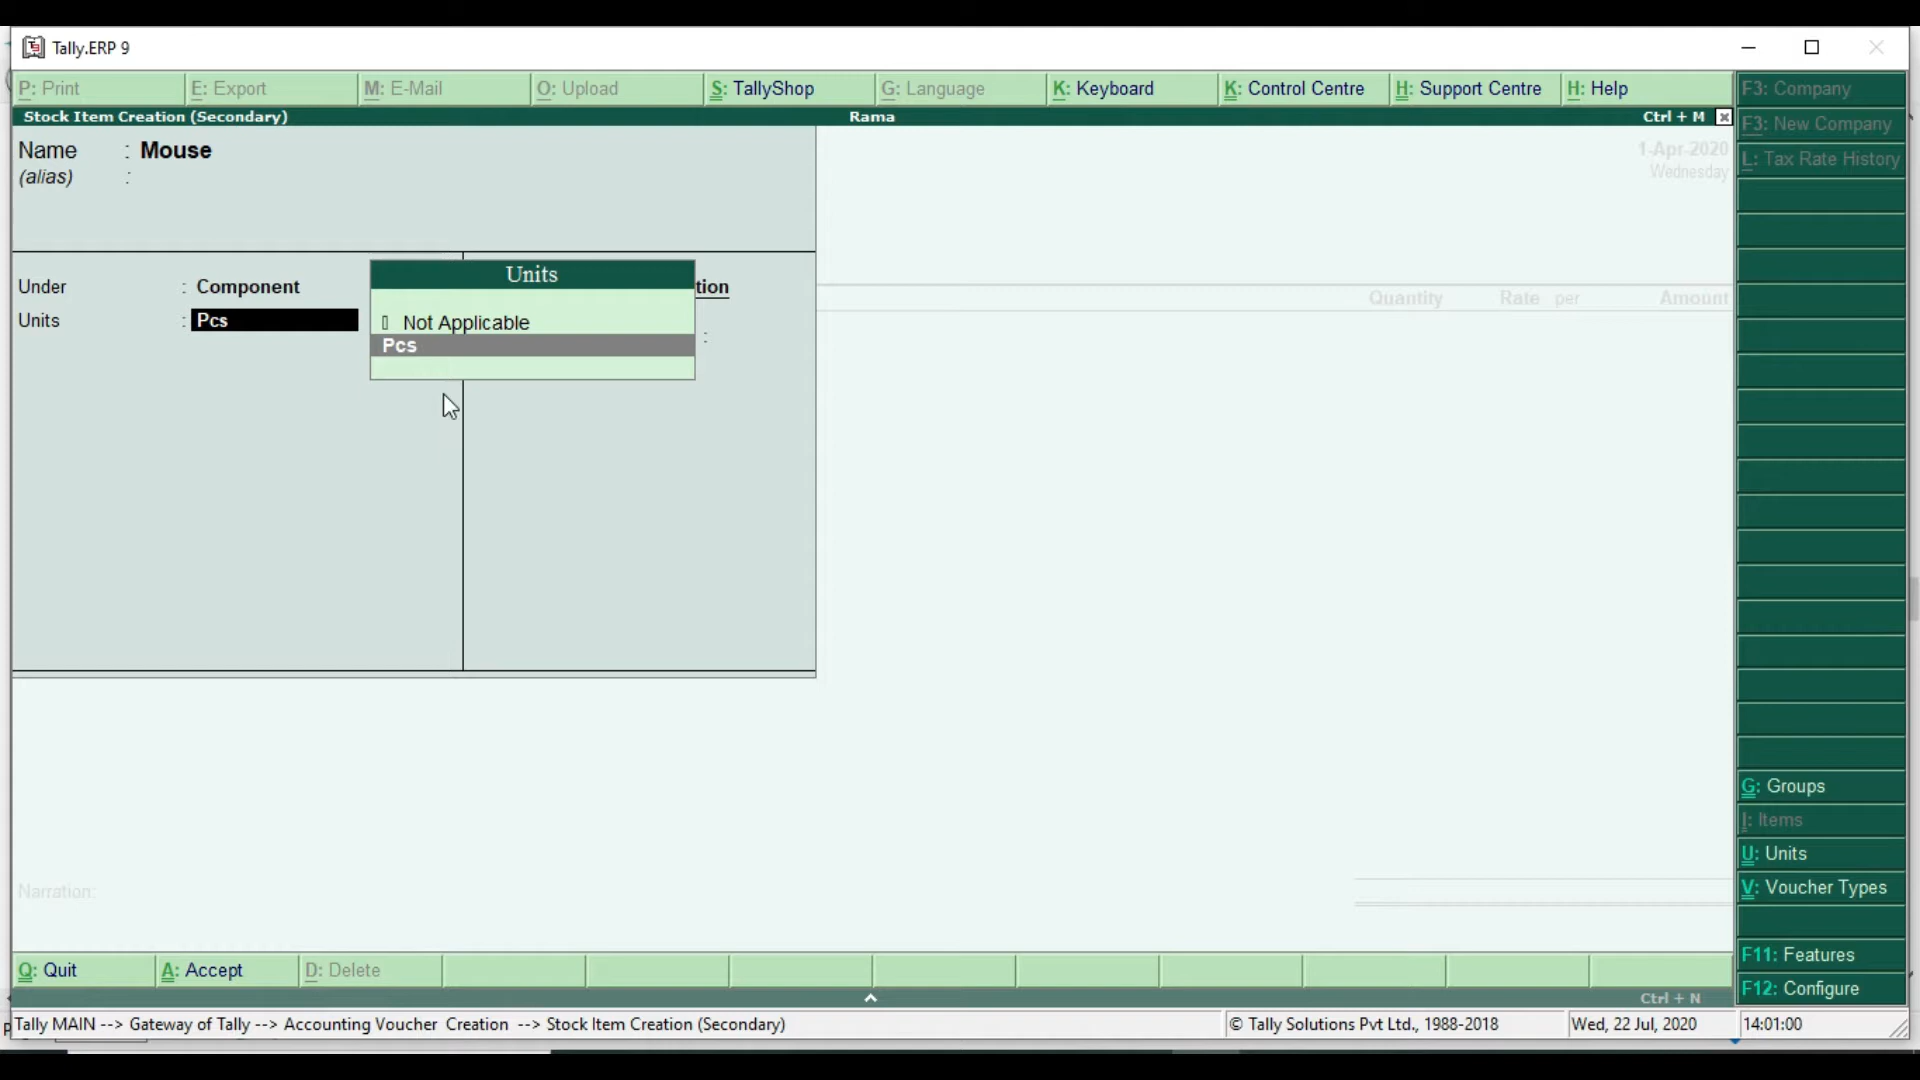 Tally.ERP 9
P: Print E: Export M: E-Mail O: Upload S: TallyShop G: Language K: Keyboard K: Control Centre H: Support Centre H: Help
Stock Item Creation (Secondary) Rama Ctrl + M
Name : Mouse
(alias) :
1-Apr-2020
Wednesday
Under : Component
Units : Pcs
Units
Not Applicable
Pcs
tion
:
Quantity Rate per Amount
Narration:
F3: Company
F3: New Company
L: Tax Rate History
G: Groups
I: Items
U: Units
V: Voucher Types
F11: Features
F12: Configure
Q: Quit A: Accept D: Delete
Ctrl + N
Tally MAIN --> Gateway of Tally --> Accounting Voucher Creation --> Stock Item Creation (Secondary) © Tally Solutions Pvt Ltd., 1988-2018 Wed, 22 Jul, 2020 14:01:00